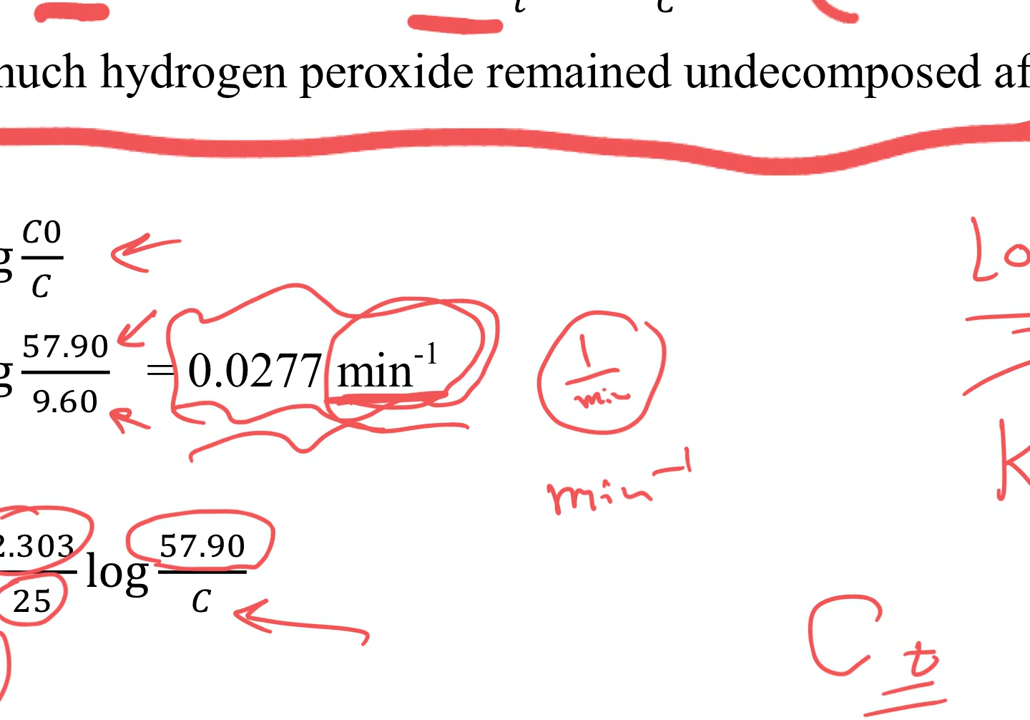 t C
much hydrogen peroxide remained undecomposed af
g C0/C
Lo
g 57.90/9.60 = 0.0277 min⁻¹
1/min
K
min⁻¹
2.303/25 log 57.90/C
C t